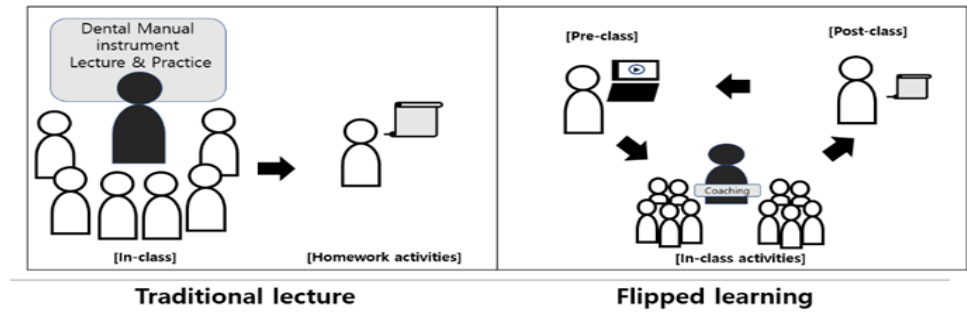 Dental Manual
instrument
Lecture & Practice
[In-class]
[Homework activities]
[Pre-class]
[Post-class]
Coaching
[In-class activities]
Traditional lecture
Flipped learning